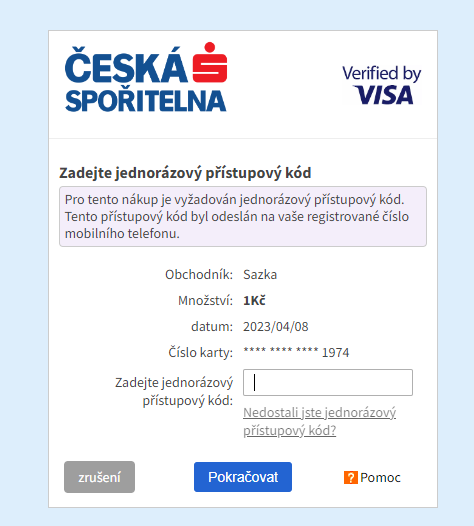 ČESKÁ
SPOŘITELNA
Verified by
VISA
Zadejte jednorázový přístupový kód
Pro tento nákup je vyžadován jednorázový přístupový kód.
Tento přístupový kód byl odeslán na vaše registrované číslo
mobilního telefonu.
Obchodník: Sazka
Množství: 1Kč
datum: 2023/04/08
Číslo karty: **** **** **** 1974
Zadejte jednorázový
přístupový kód:
Nedostali jste jednorázový
přístupový kód?
zrušení
Pokračovat
? Pomoc